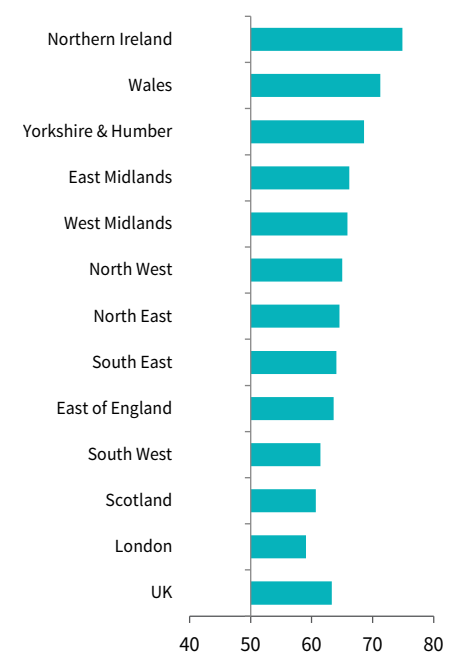 Northern Ireland
Wales
Yorkshire & Humber
East Midlands
West Midlands
North West
North East
South East
East of England
South West
Scotland
London
UK
40 50 60 70 80